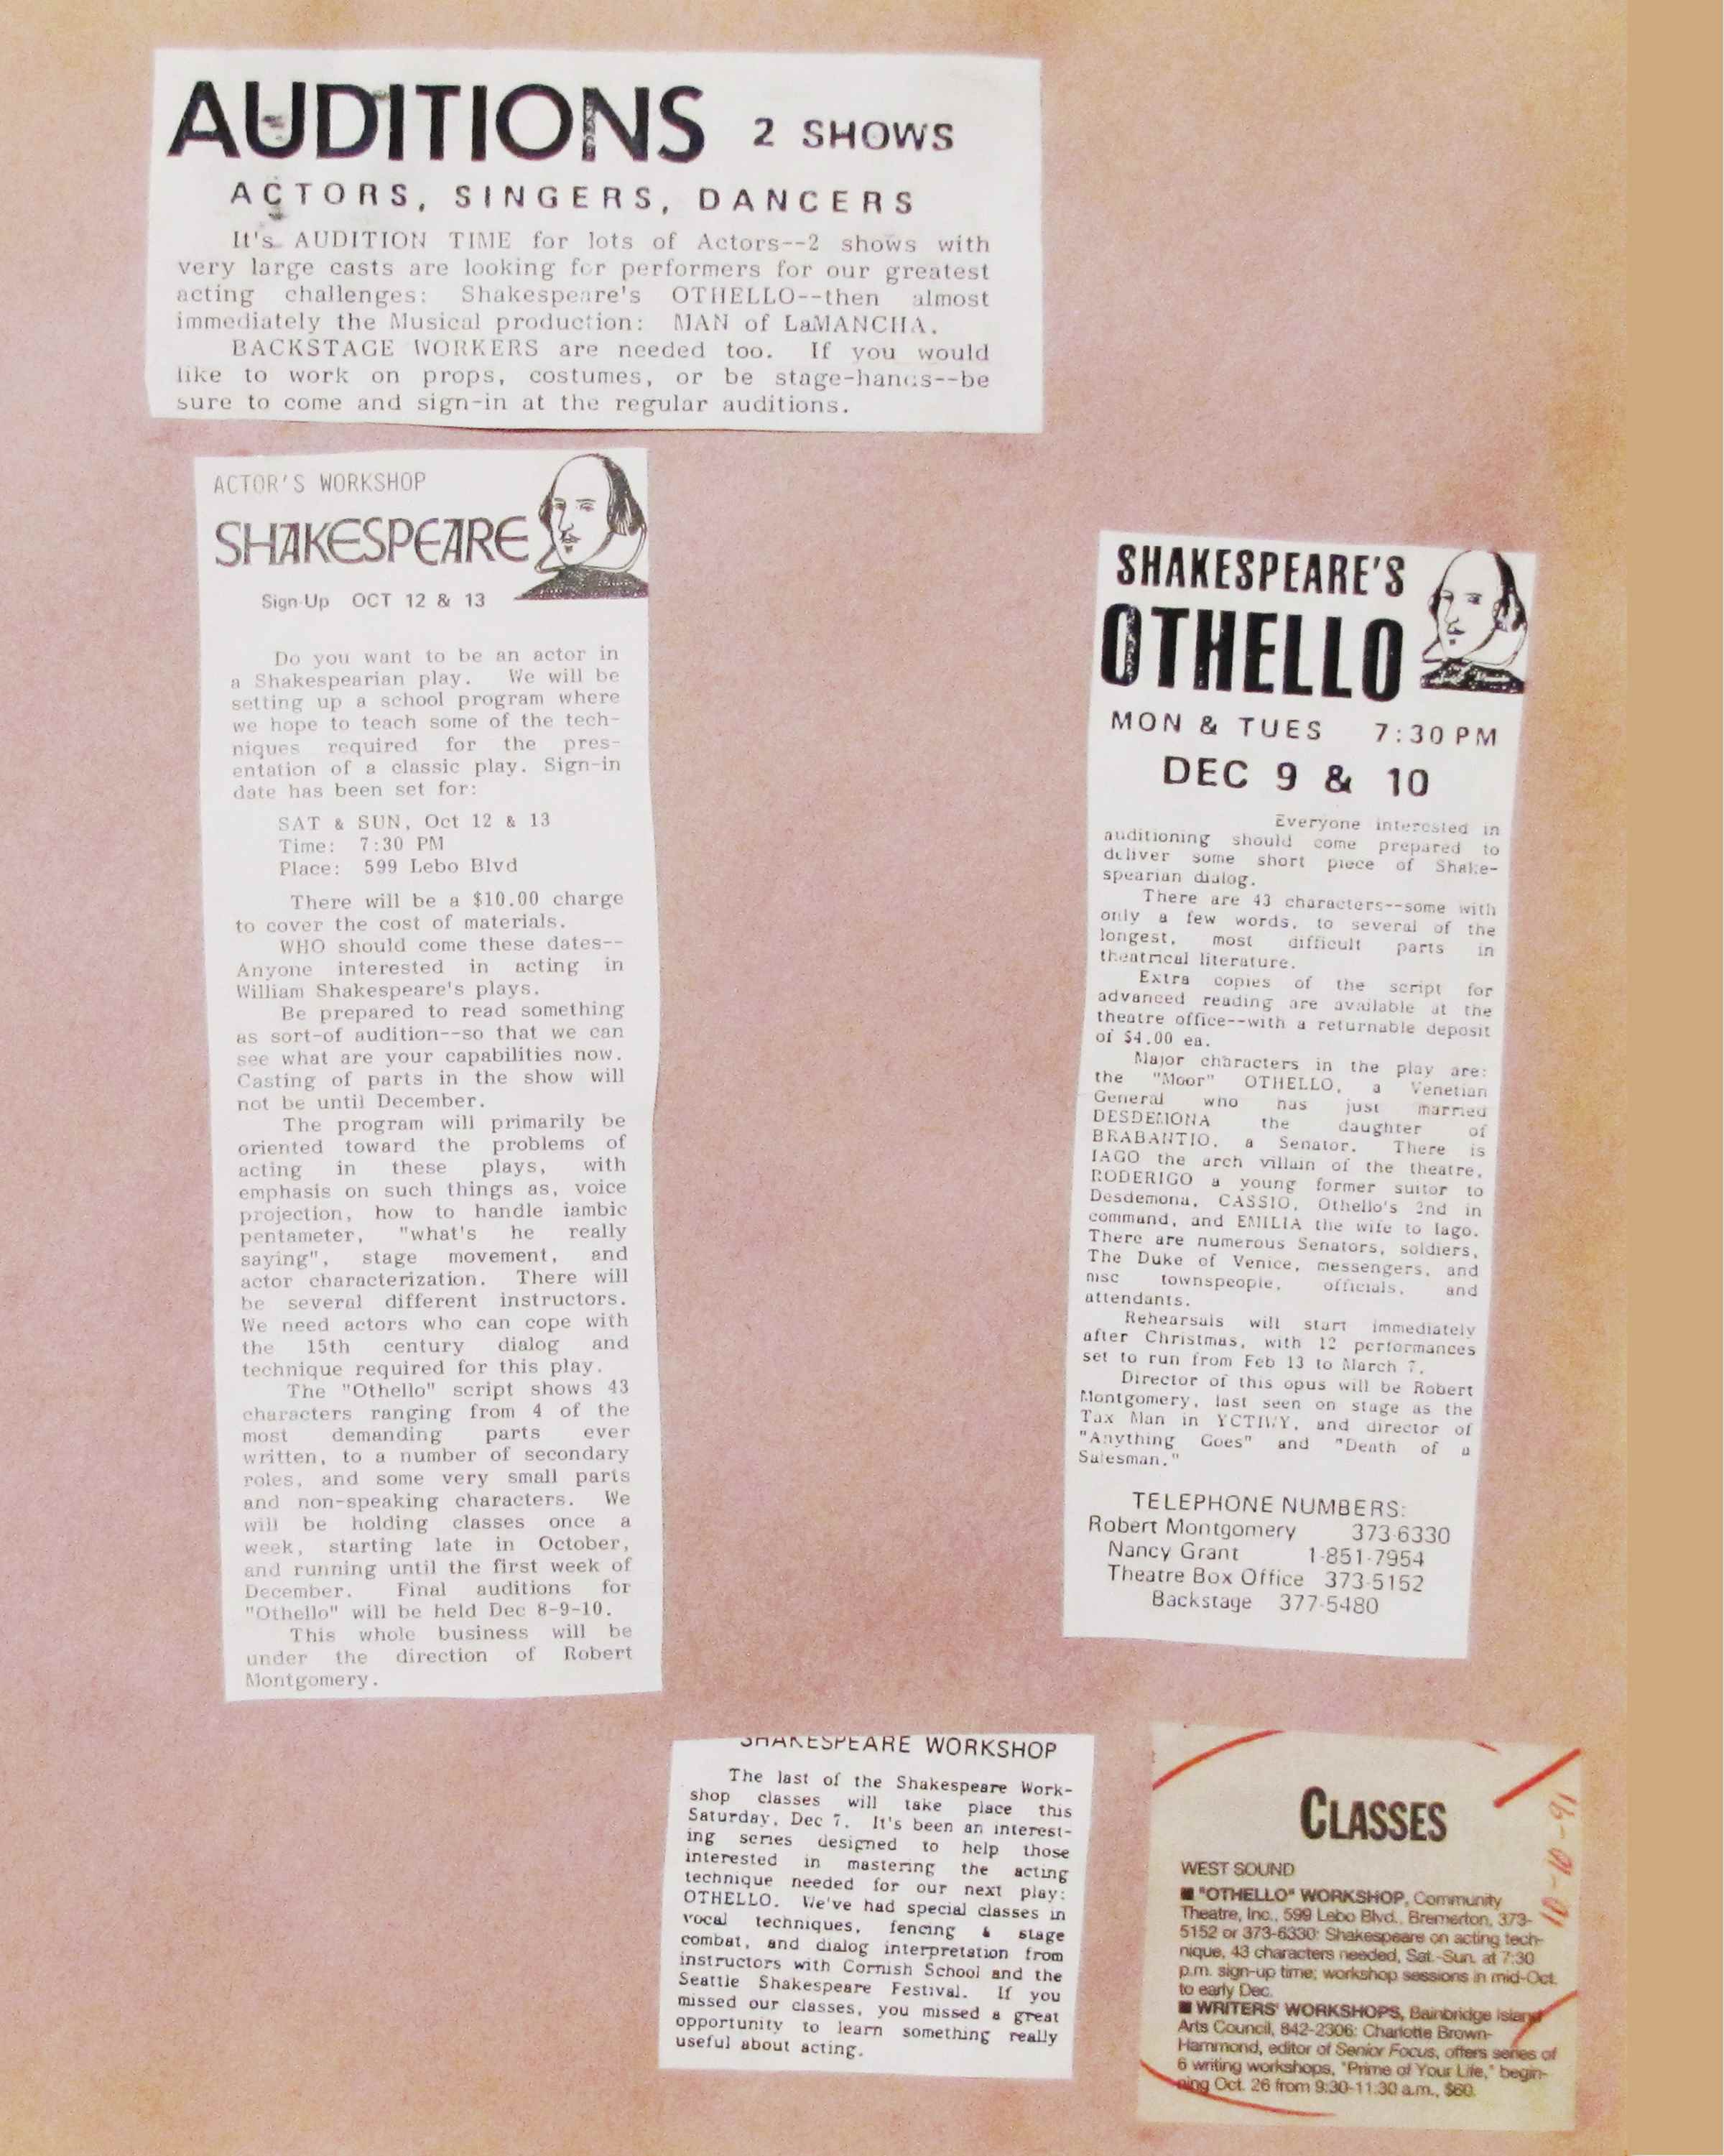 AUDITIONS 2 SHOWS
ACTORS, SINGERS, DANCERS
It's AUDITION TIME for lots of Actors--2 shows with
very large casts are looking for performers for our greatest
acting challenges: Shakespeare's OTHELLO--then almost
immediately the Musical production: MAN of LaMANCHA.
BACKSTAGE WORKERS are needed too. If you would
like to work on props, costumes, or be stage-hands--be
sure to come and sign-in at the regular auditions.
ACTOR'S WORKSHOP
SHAKESPEARE
Sign-Up OCT 12 & 13
Do you want to be an actor in
a Shakespearian play. We will be
setting up a school program where
we hope to teach some of the tech-
niques required for the pres-
entation of a classic play. Sign-in
date has been set for:
SAT & SUN, Oct 12 & 13
Time: 7:30 PM
Place: 599 Lebo Blvd
There will be a $10.00 charge
to cover the cost of materials.
WHO should come these dates--
Anyone interested in acting in
William Shakespeare's plays.
Be prepared to read something
as sort-of audition--so that we can
see what are your capabilities now.
Casting of parts in the show will
not be until December.
The program will primarily be
oriented toward the problems of
acting in these plays, with
emphasis on such things as, voice
projection, how to handle iambic
pentameter, "what's he really
saying", stage movement, and
actor characterization. There will
be several different instructors.
We need actors who can cope with
the 15th century dialog and
technique required for this play.
The "Othello" script shows 43
characters ranging from 4 of the
most demanding parts ever
written, to a number of secondary
roles, and some very small parts
and non-speaking characters. We
will be holding classes once a
week, starting late in October,
and running until the first week of
December. Final auditions for
"Othello" will be held Dec 8-9-10.
This whole business will be
under the direction of Robert
Montgomery.
SHAKESPEARE'S
OTHELLO
MON & TUES 7:30 PM
DEC 9 & 10
Everyone interested in
auditioning should come prepared to
deliver some short piece of Shake-
spearian dialog.
There are 43 characters--some with
only a few words, to several of the
longest, most difficult parts in
theatrical literature.
Extra copies of the script for
advanced reading are available at the
theatre office--with a returnable deposit
of $4.00 ea.
Major characters in the play are:
the "Moor" OTHELLO, a Venetian
General who has just married
DESDEMONA the daughter of
BRABANTIO, a Senator. There is
IAGO the arch villain of the theatre,
RODERIGO a young former suitor to
Desdemona, CASSIO, Othello's 2nd in
command, and EMILIA the wife to Iago.
There are numerous Senators, soldiers,
The Duke of Venice, messengers, and
misc townspeople, officials, and
attendants.
Rehearsals will start immediately
after Christmas, with 12 performances
set to run from Feb 13 to March 7.
Director of this opus will be Robert
Montgomery, last seen on stage as the
Tax Man in YCTIWY, and director of
"Anything Goes" and "Death of a
Salesman."
TELEPHONE NUMBERS:
Robert Montgomery 373-6330
Nancy Grant 1-851-7954
Theatre Box Office 373-5152
Backstage 377-5480
SHAKESPEARE WORKSHOP
The last of the Shakespeare Work-
shop classes will take place this
Saturday, Dec 7. It's been an interest-
ing series designed to help those
interested in mastering the acting
technique needed for our next play:
OTHELLO. We've had special classes in
vocal techniques, fencing & stage
combat, and dialog interpretation from
instructors with Cornish School and the
Seattle Shakespeare Festival. If you
missed our classes, you missed a great
opportunity to learn something really
useful about acting.
CLASSES
10-10-91
WEST SOUND
■ "OTHELLO" WORKSHOP, Community
Theatre, Inc., 599 Lebo Blvd., Bremerton, 373-
5152 or 373-6330: Shakespeare on acting tech-
nique, 43 characters needed, Sat.-Sun. at 7:30
p.m. sign-up time; workshop sessions in mid-Oct.
to early Dec.
■ WRITERS' WORKSHOPS, Bainbridge Island
Arts Council, 842-2306: Charlotte Brown-
Hammond, editor of Senior Focus, offers series of
6 writing workshops, "Prime of Your Life," begin-
ning Oct. 26 from 9:30-11:30 a.m., $60.